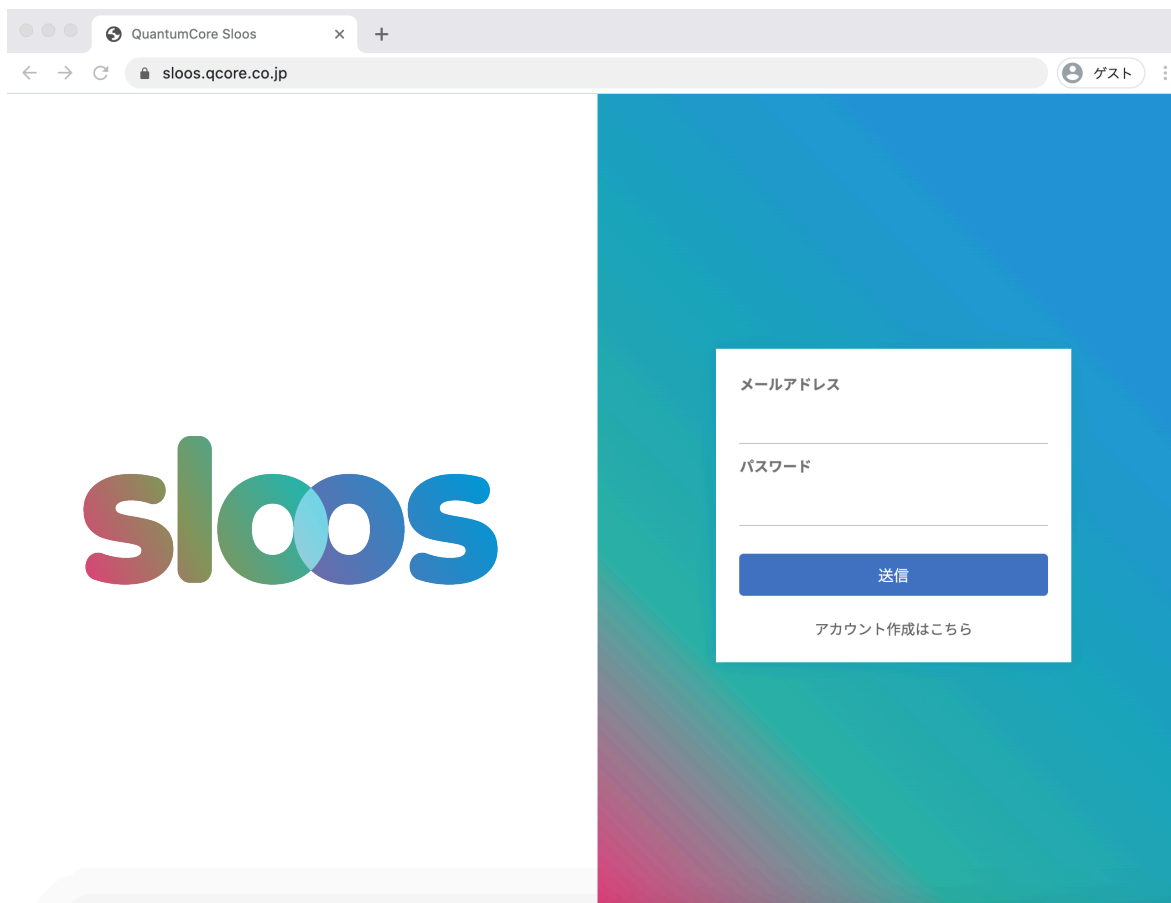 QuantumCore Sloos
sloos.qcore.co.jp
ゲスト
sloos
メールアドレス
パスワード
送信
アカウント作成はこちら